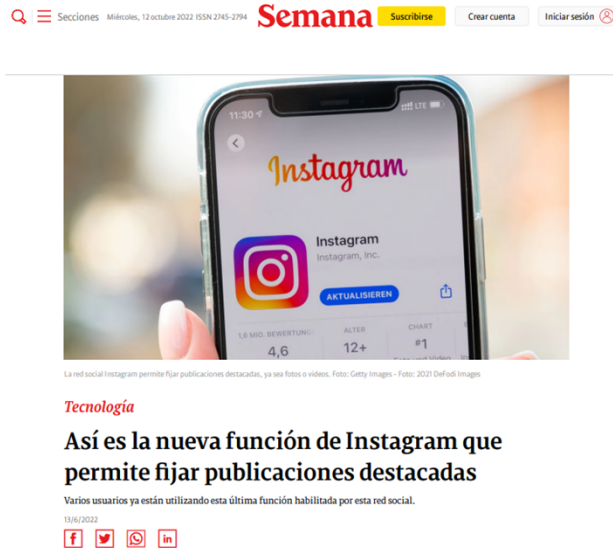 Secciones Miércoles, 12 octubre 2022 ISSN 2745-2794 Semana Suscribirse Crear cuenta Iniciar sesión
11:30 LTE
Instagram
Instagram
Instagram, Inc.
AKTUALISIEREN
1,6 MIO. BEWERTUNG ALTER CHART
4,6 12+ #1
Foto und Video
La red social Instagram permite fijar publicaciones destacadas, ya sea fotos o videos. Foto: Getty Images - Foto: 2021 DeFodi Images
Tecnología
Así es la nueva función de Instagram que
permite fijar publicaciones destacadas
Varios usuarios ya están utilizando esta última función habilitada por esta red social.
13/6/2022